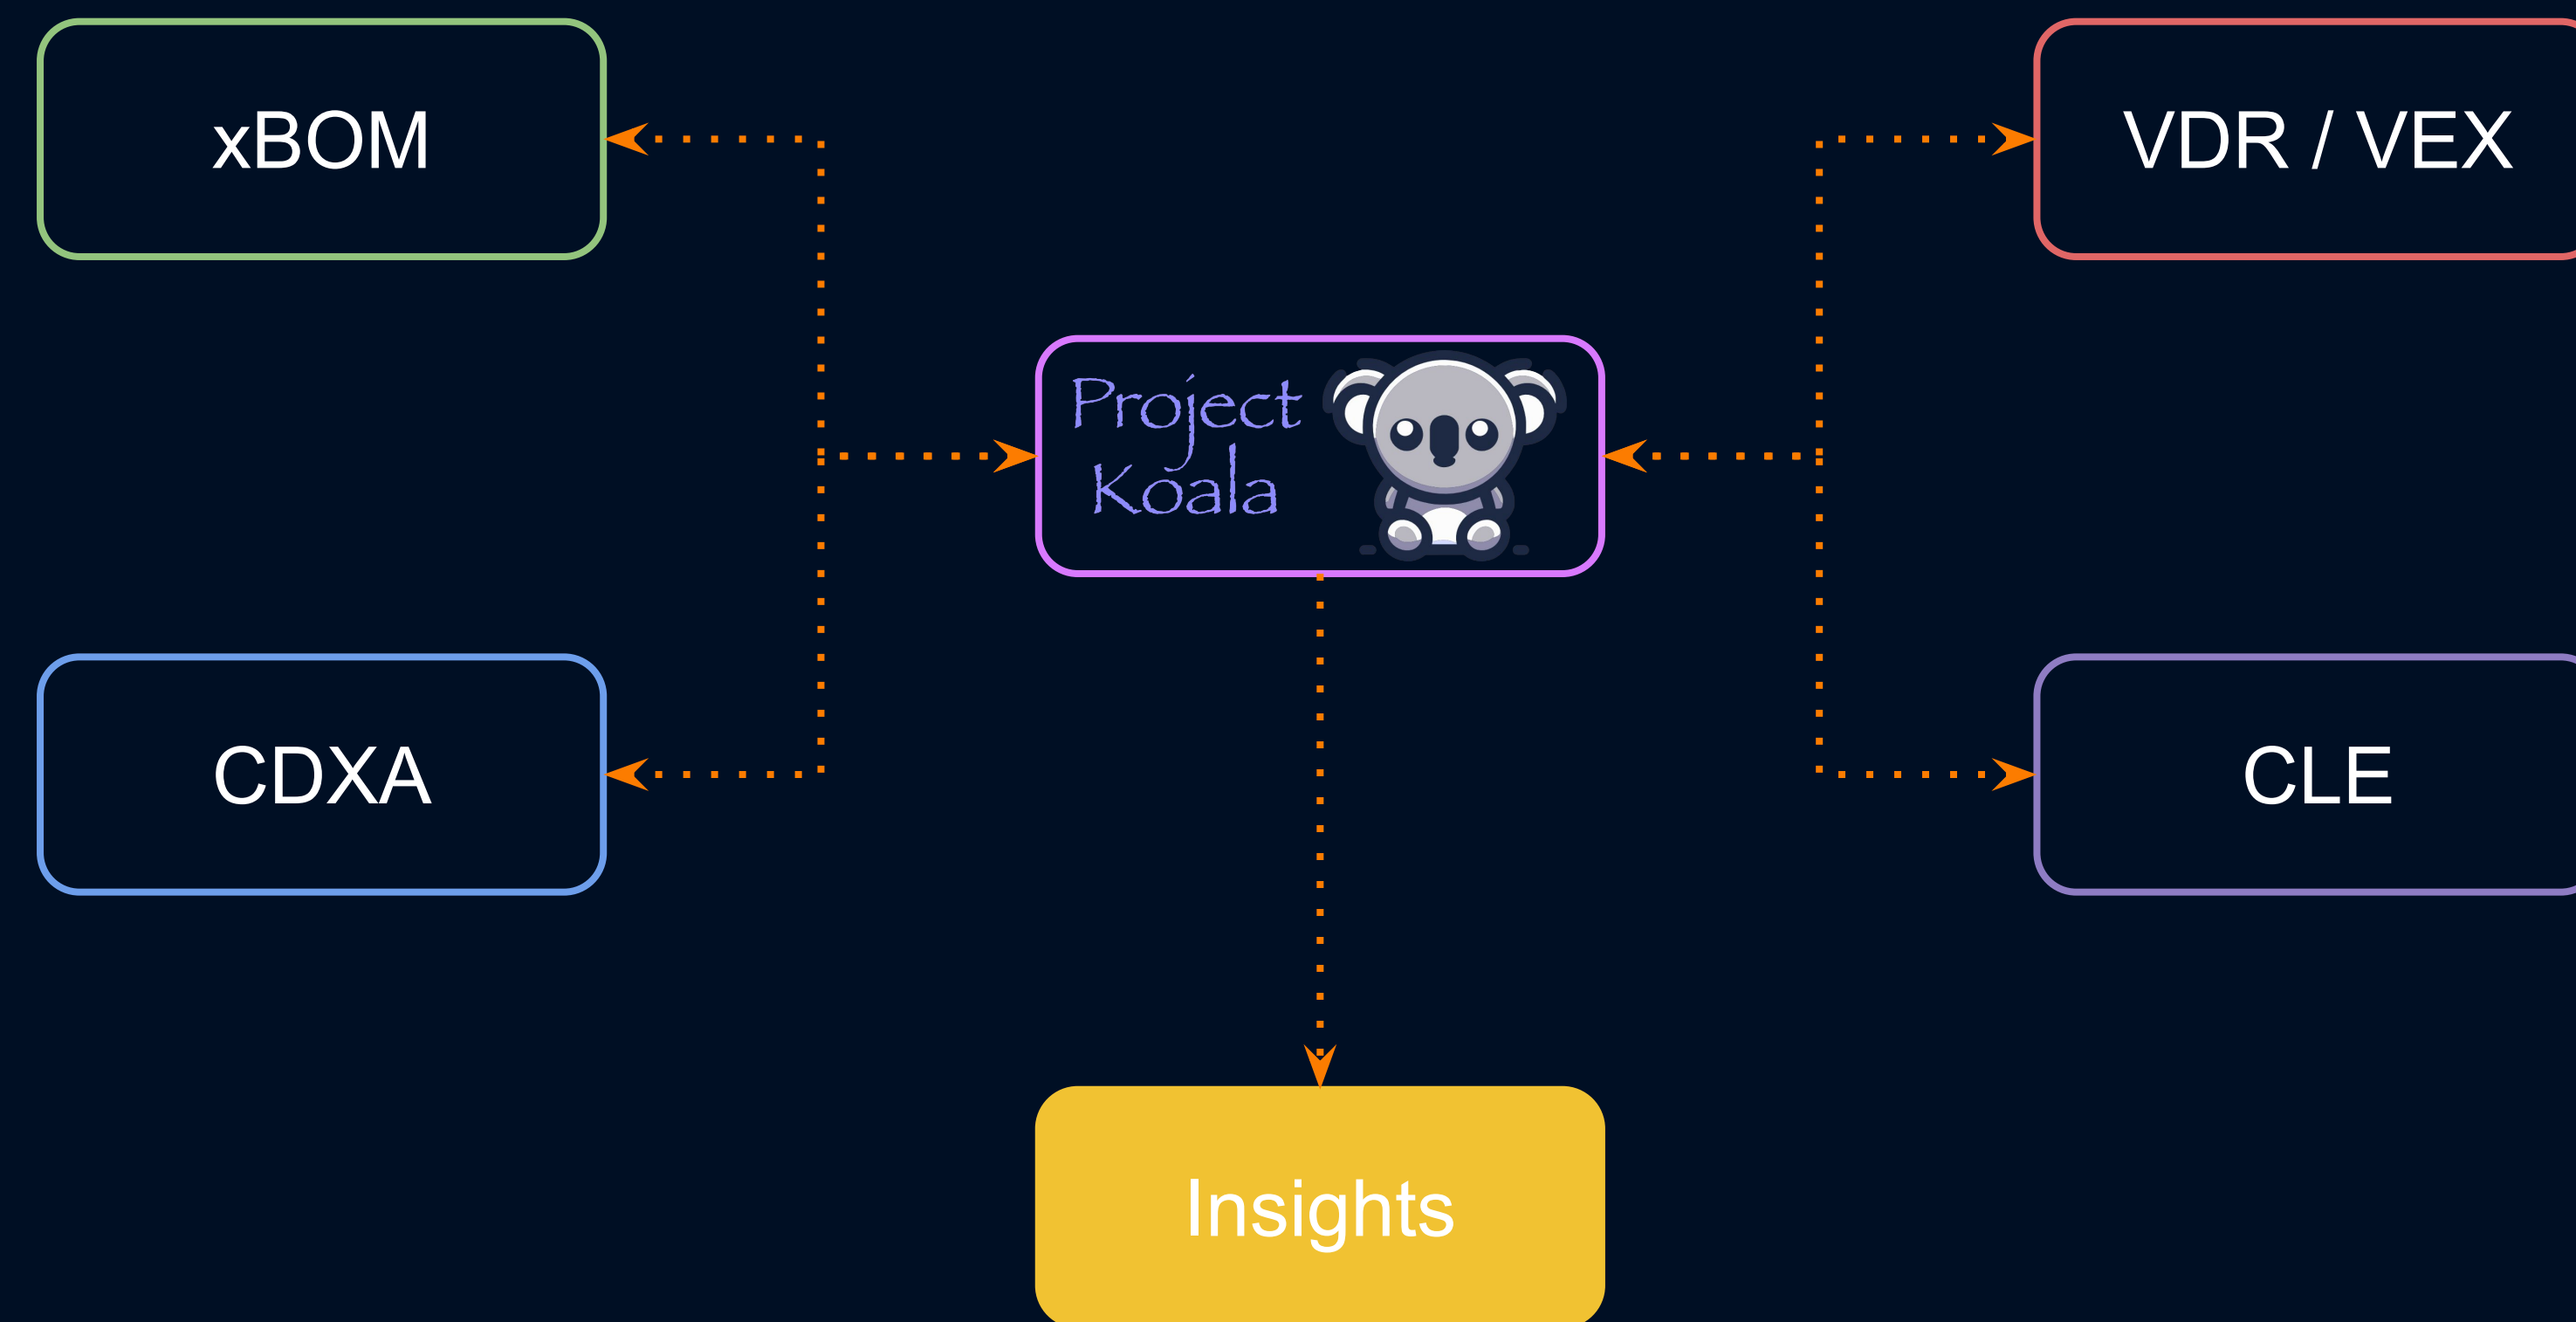 xBOM
VDR / VEX
Project
Koala
CDXA
CLE
Insights